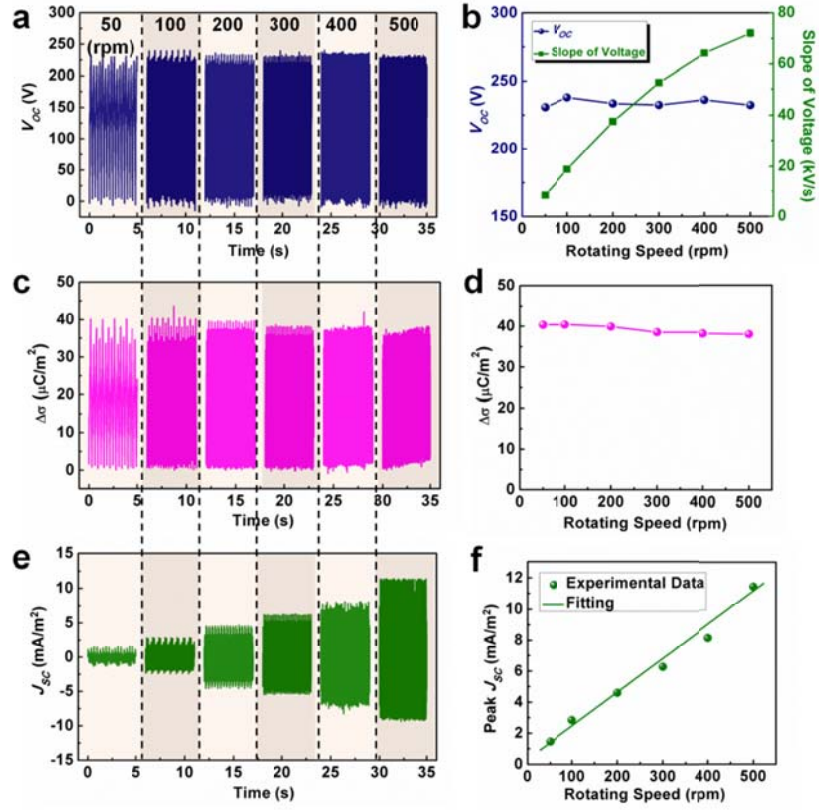 a
50 100 200 300 400 500
(rpm)
V_OC (V)
300
250
200
150
100
50
0
0 5 10 15 20 25 30 35
Time (s)
b
V_OC
Slope of Voltage
V_OC (V)
300
250
200
150
Slope of Voltage (kV/s)
80
60
40
20
0
0 100 200 300 400 500
Rotating Speed (rpm)
c
Δσ (μC/m²)
50
40
30
20
10
0
0 5 10 15 20 25 30 35
Time (s)
d
Δσ (μC/m²)
50
40
30
20
10
0
0 100 200 300 400 500
Rotating Speed (rpm)
e
J_SC (mA/m²)
15
10
5
0
-5
-10
-15
0 5 10 15 20 25 30 35
Time (s)
f
Experimental Data
Fitting
Peak J_SC (mA/m²)
12
10
8
6
4
2
0
0 100 200 300 400 500
Rotating Speed (rpm)